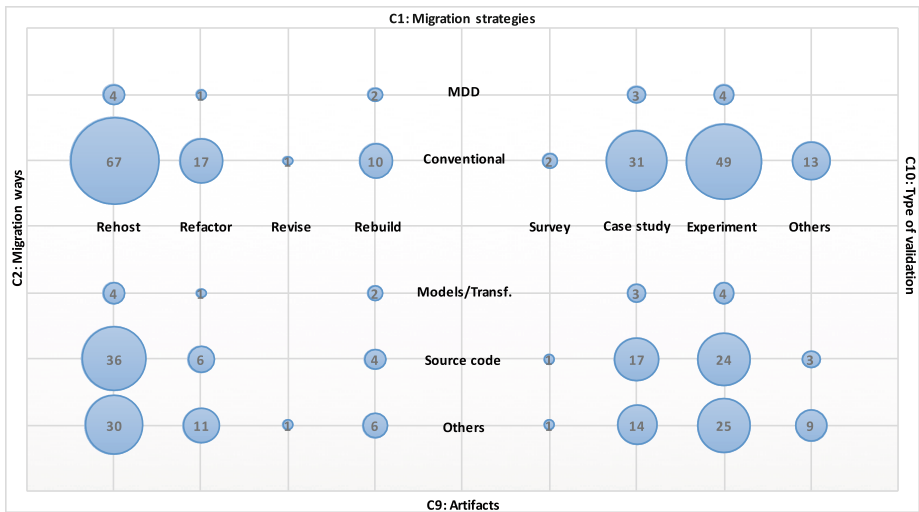 C1: Migration strategies
4 1 2 MDD 3 4
67 17 1 10 Conventional 2 31 49 13
C2: Migration ways
C10: Type of validation
Rehost Refactor Revise Rebuild Survey Case study Experiment Others
4 1 2 Models/Transf. 3 4
36 6 4 Source code 1 17 24 3
30 11 1 6 Others 1 14 25 9
C9: Artifacts